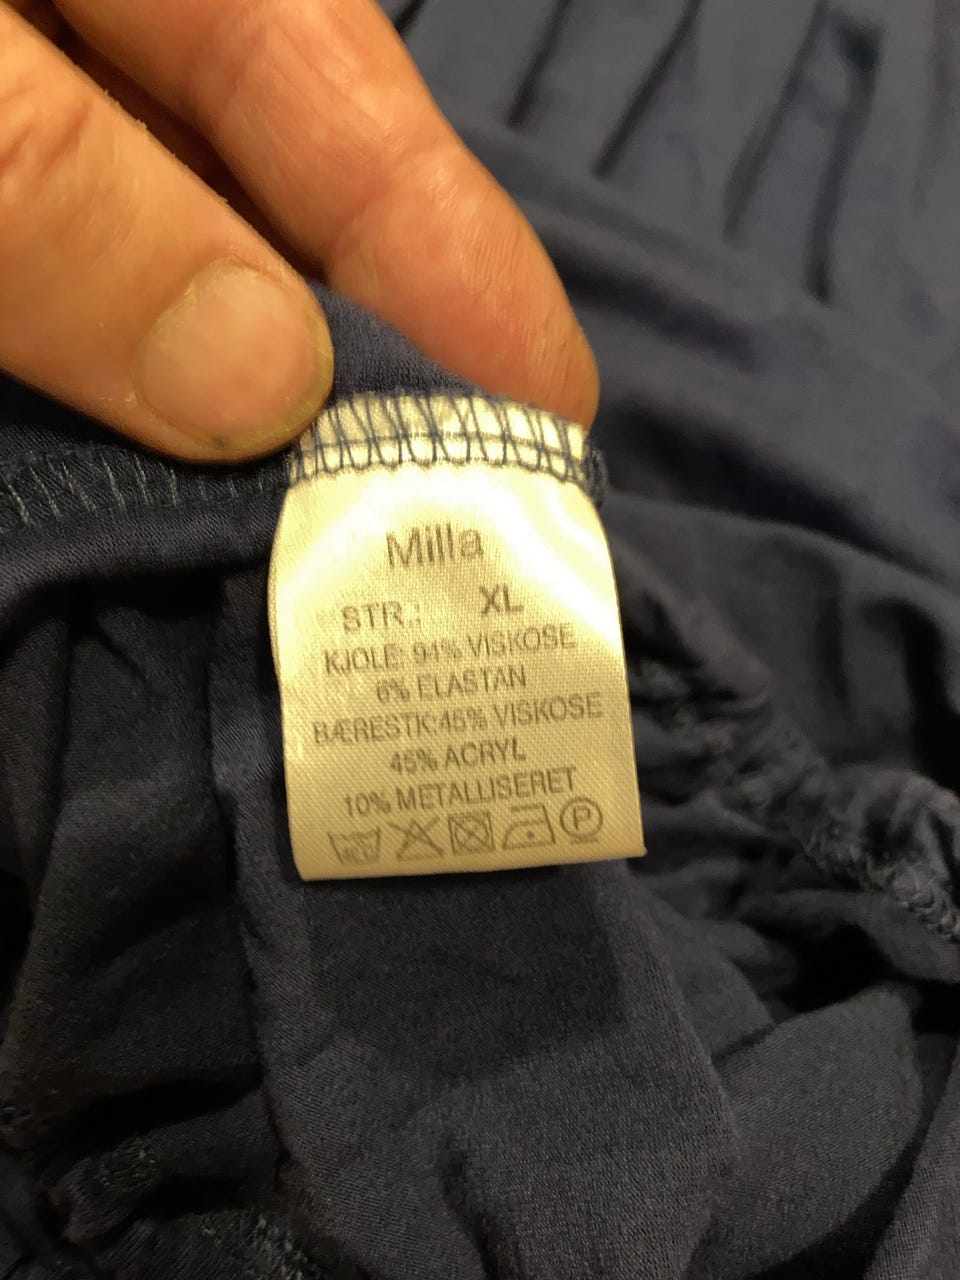 Milla
STR.: XL
KJOLE: 94% VISKOSE
6% ELASTAN
BÆRESTK:45% VISKOSE
45% ACRYL
10% METALLISERET
P